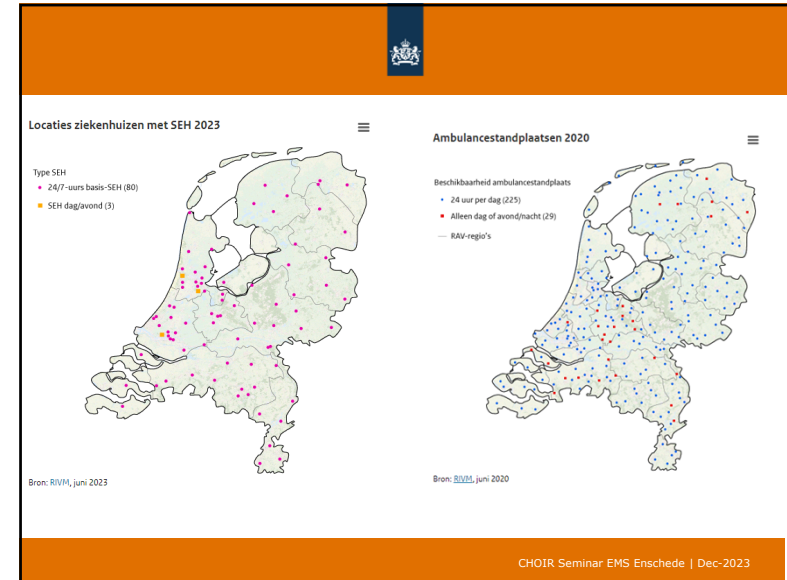 Locaties ziekenhuizen met SEH 2023
Type SEH
24/7-uurs basis-SEH (80)
SEH dag/avond (3)
Bron: RIVM, juni 2023
Ambulancestandplaatsen 2020
Beschikbaarheid ambulancestandplaats
24 uur per dag (225)
Alleen dag of avond/nacht (29)
RAV-regio's
Bron: RIVM, juni 2020
CHOIR Seminar EMS Enschede | Dec-2023